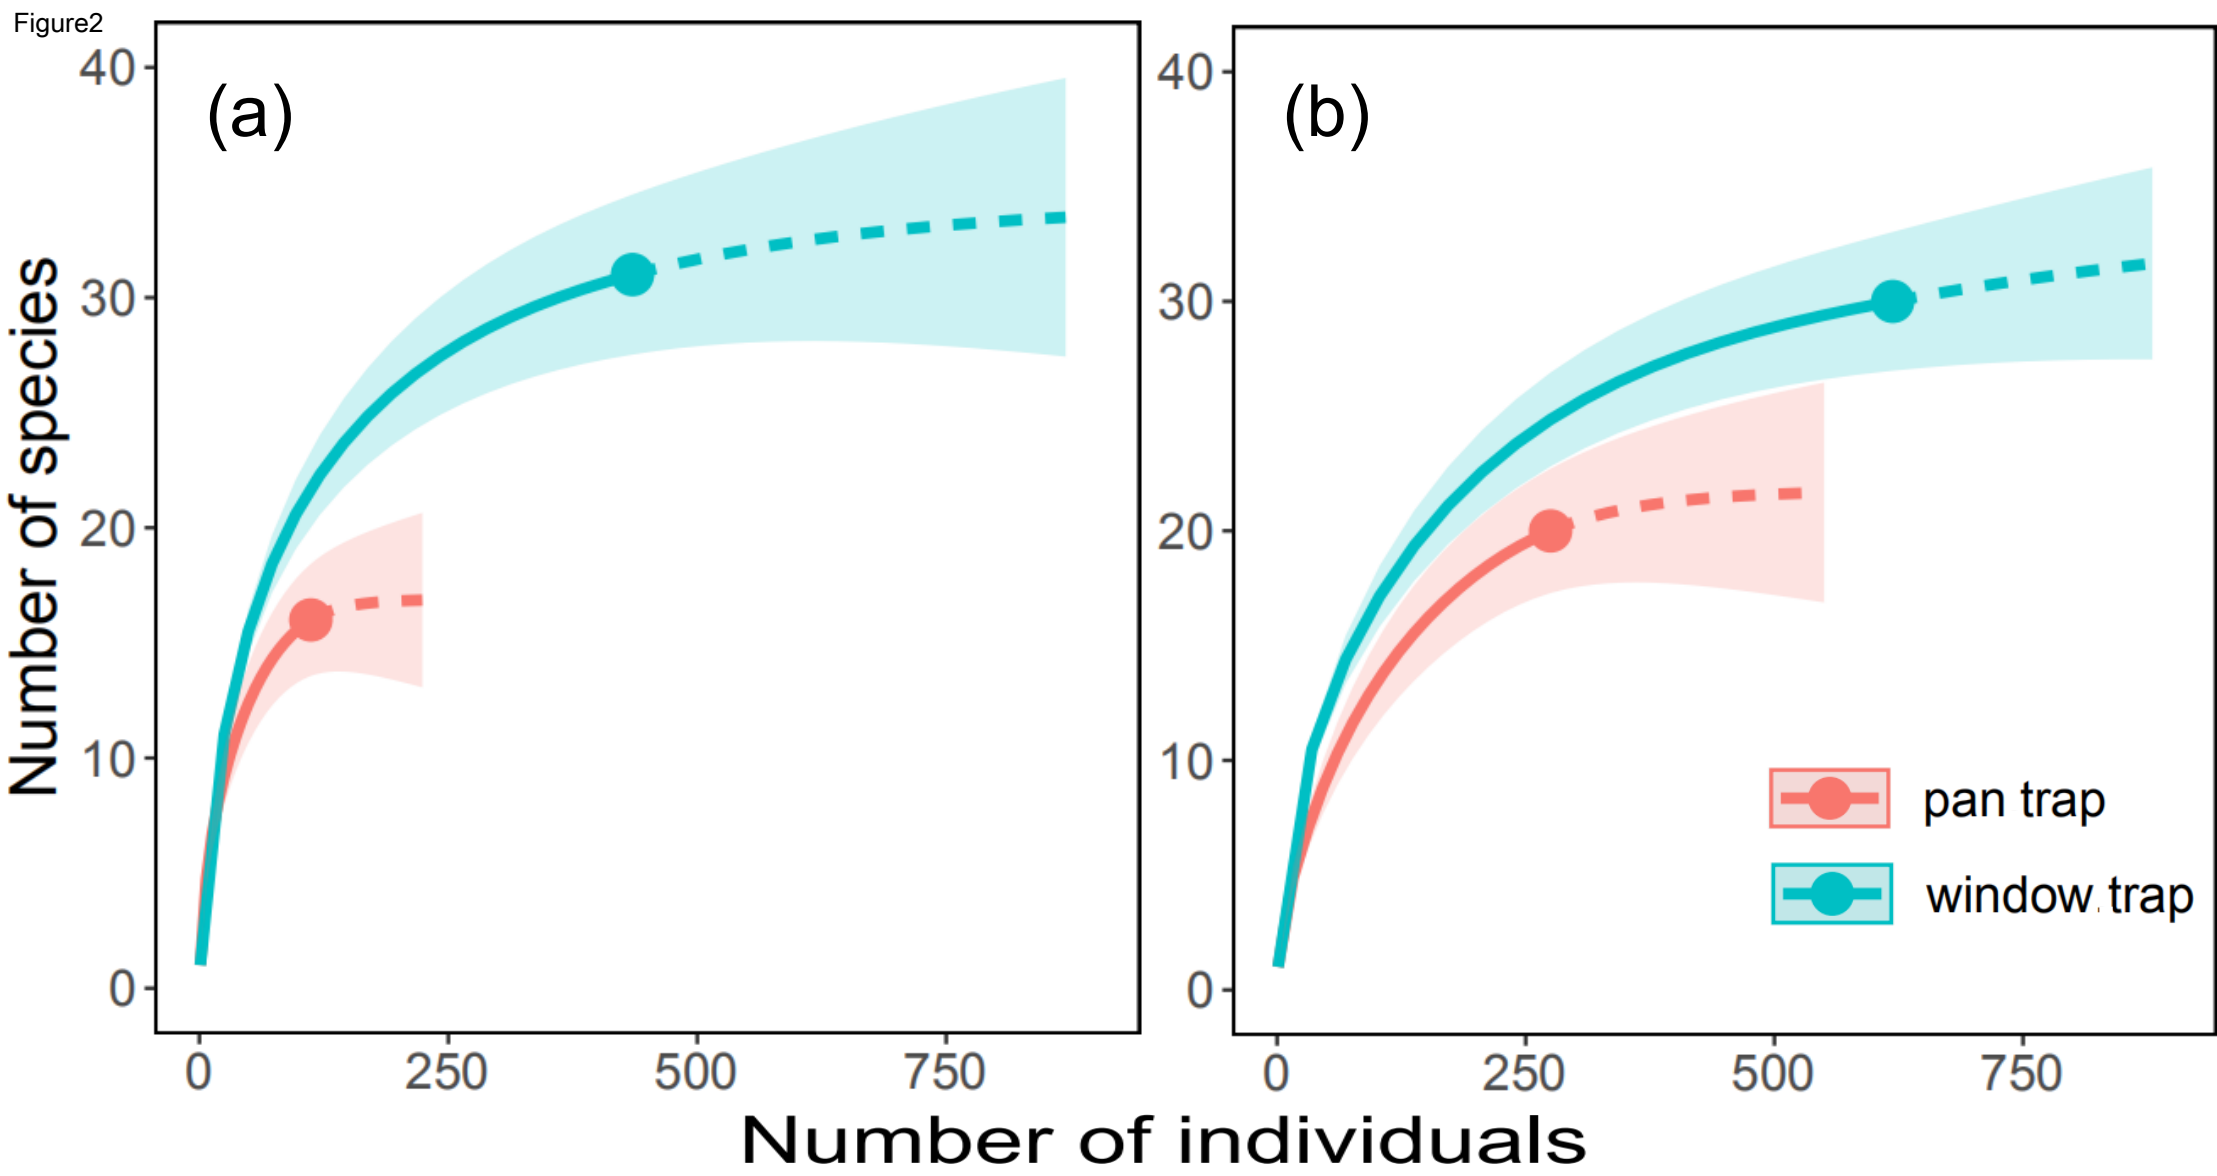 Figure2
(a)
(b)
Number of species
40
30
20
10
0
0 250 500 750
40
30
20
10
0
0 250 500 750
pan trap
window trap
Number of individuals